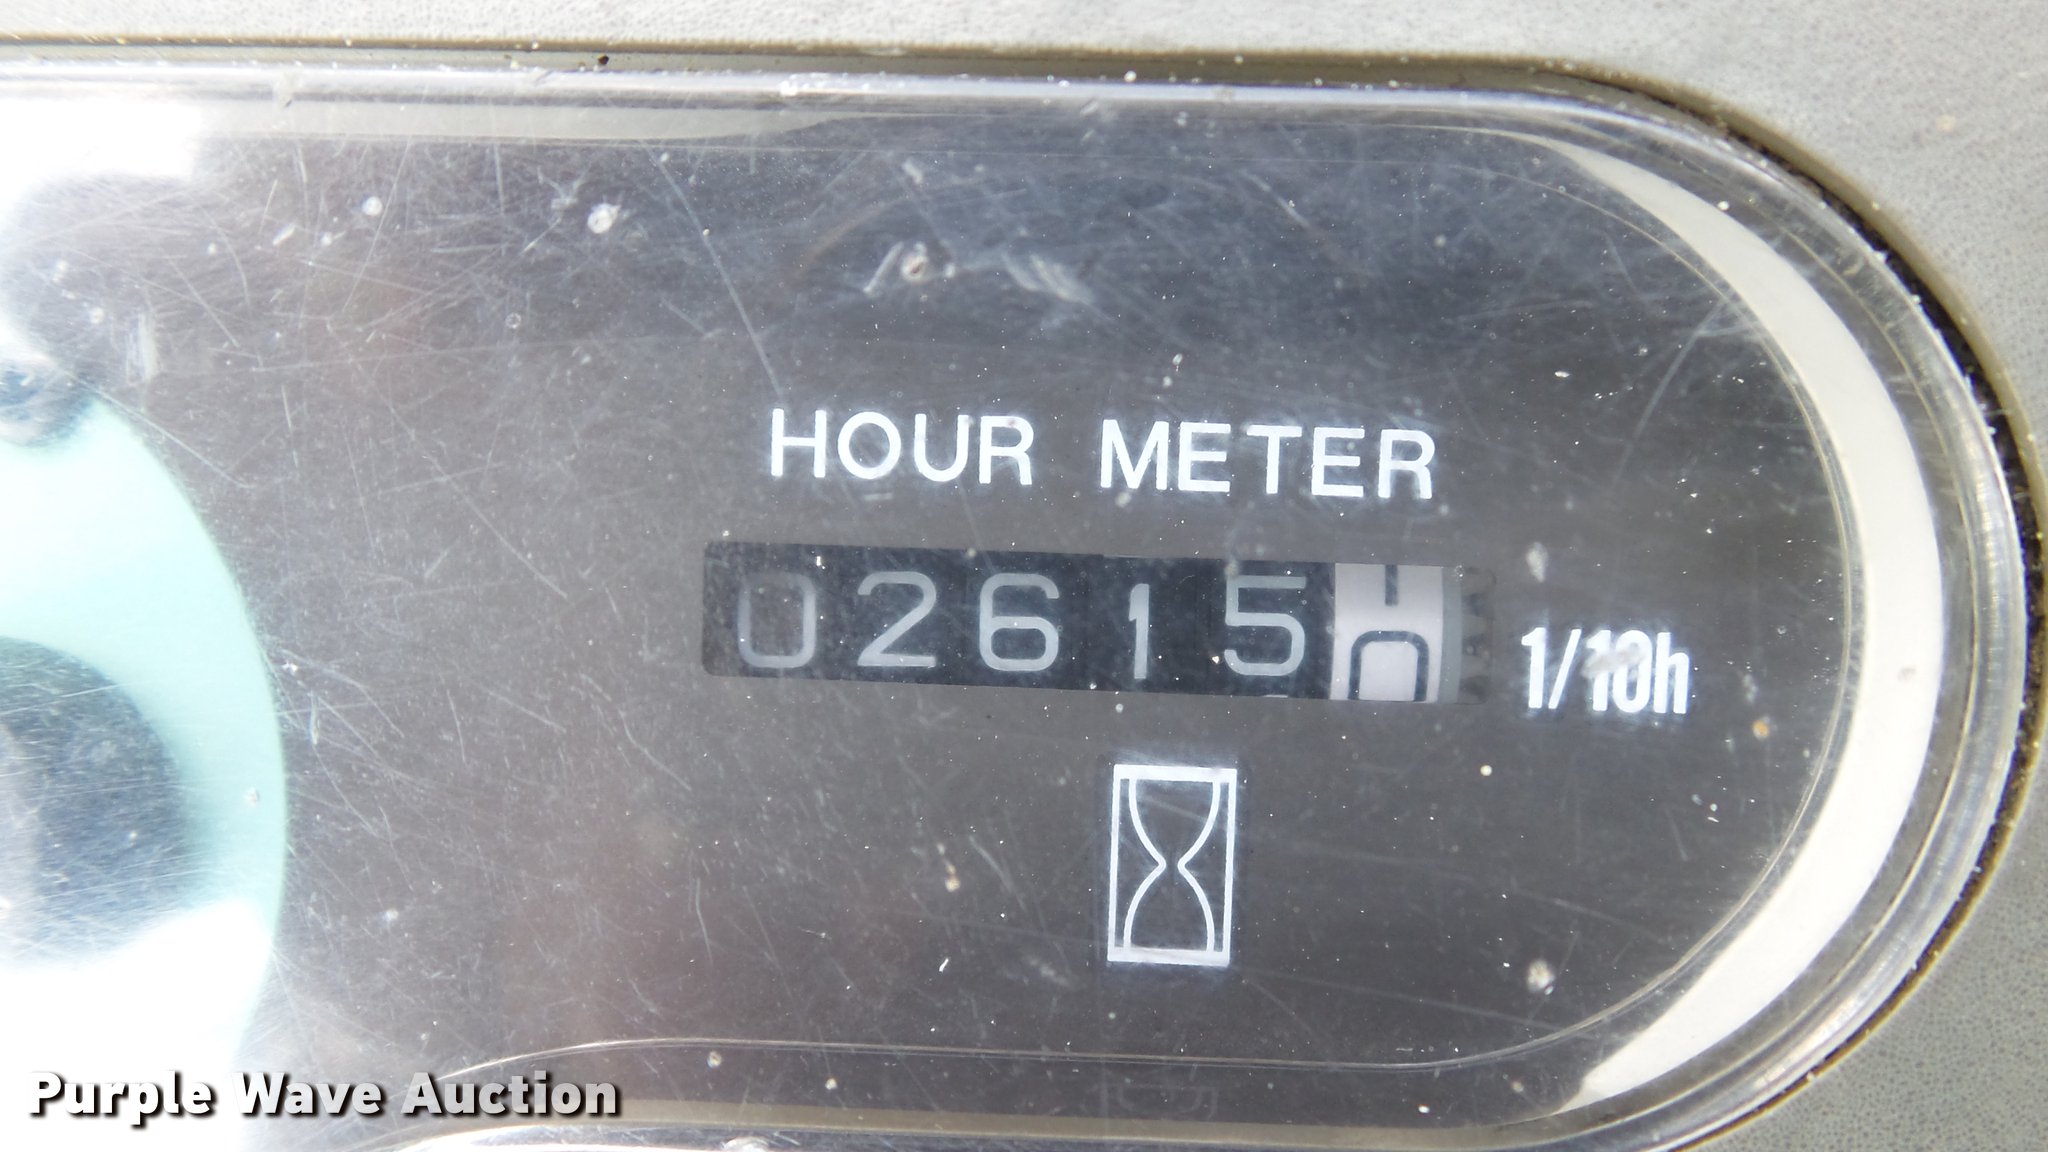 HOUR METER
02615
1/10h
Purple Wave Auction